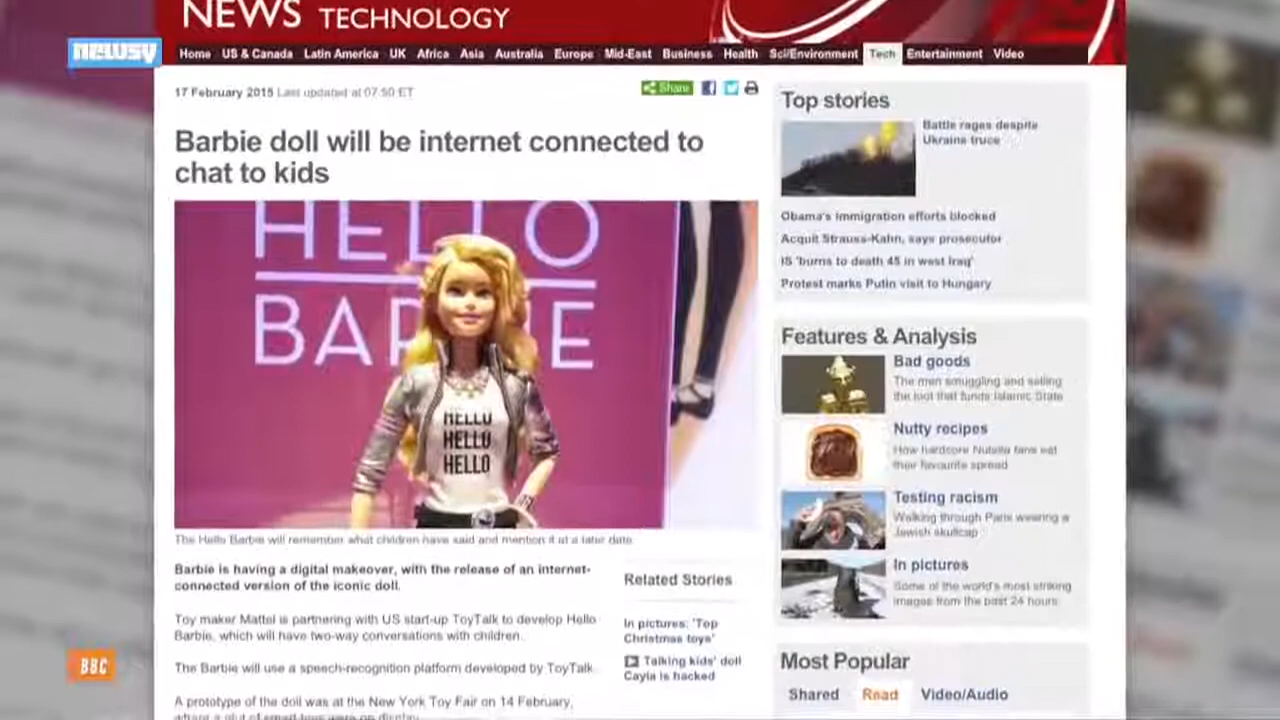 NEWS TECHNOLOGY
newsy
Home US & Canada Latin America UK Africa Asia Australia Europe Mid-East Business Health Sci/Environment Tech Entertainment Video
17 February 2015 Last updated at 07:50 ET
Share
Barbie doll will be internet connected to
chat to kids
HELLO
BAR IE
HELLO
HELLO
HELLO
The Hello Barbie will remember what children have said and mention it at a later date
Barbie is having a digital makeover, with the release of an internet-
connected version of the iconic doll.
Toy maker Mattel is partnering with US start-up ToyTalk to develop Hello
Barbie, which will have two-way conversations with children.
The Barbie will use a speech-recognition platform developed by ToyTalk.
A prototype of the doll was at the New York Toy Fair on 14 February,
where a glut of smart toys were on display.
Related Stories
In pictures: 'Top
Christmas toys'
Talking kids' doll
Cayla is hacked
Top stories
Battle rages despite
Ukraine truce
Obama's immigration efforts blocked
Acquit Strauss-Kahn, says prosecutor
IS 'burns to death 45 in west Iraq'
Protest marks Putin visit to Hungary
Features & Analysis
Bad goods
The men smuggling and selling
the loot that funds Islamic State
Nutty recipes
How hardcore Nutella fans eat
their favourite spread
Testing racism
Walking through Paris wearing a
Jewish skullcap
In pictures
Some of the world's most striking
images from the past 24 hours
Most Popular
Shared Read Video/Audio
BBC